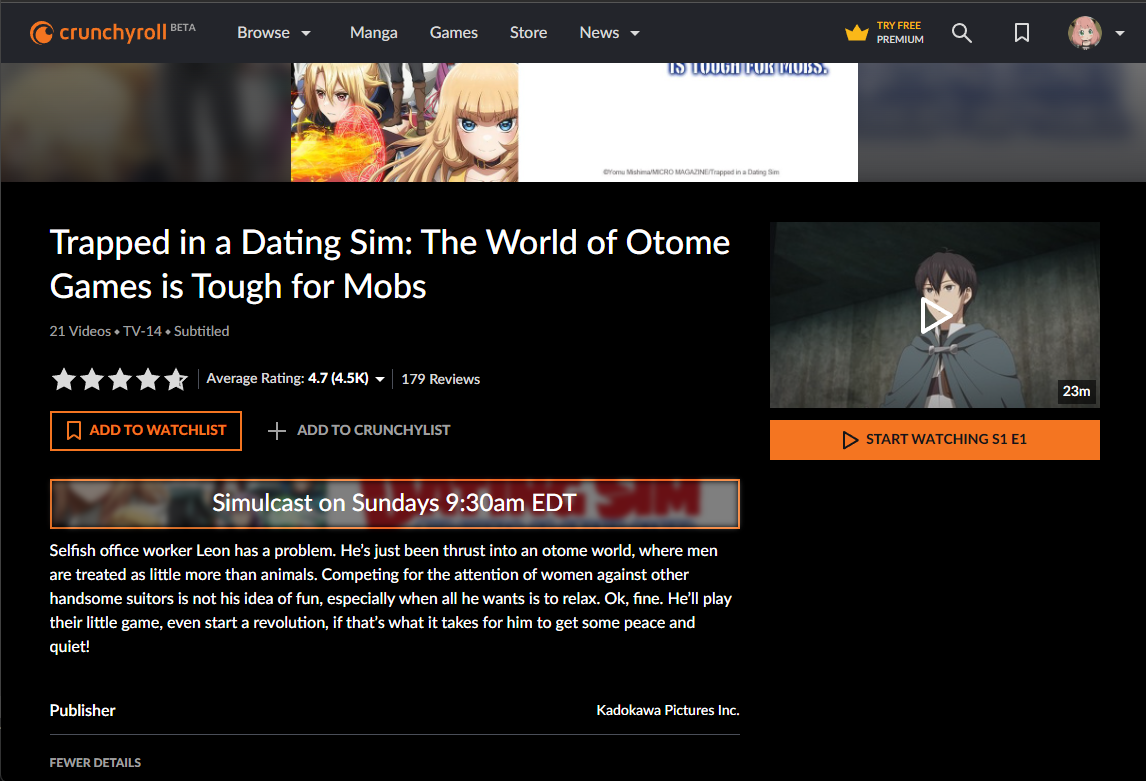 crunchyroll BETA Browse Manga Games Store News TRY FREE
PREMIUM
IS TOUGH FOR MOBS.
©Yomu Mishima/MICRO MAGAZINE/Trapped in a Dating Sim
Trapped in a Dating Sim: The World of Otome
Games is Tough for Mobs
21 Videos ⬥ TV-14 ⬥ Subtitled
Average Rating: 4.7 (4.5K) 179 Reviews
ADD TO WATCHLIST ADD TO CRUNCHYLIST
23m
START WATCHING S1 E1
Simulcast on Sundays 9:30am EDT
Selfish office worker Leon has a problem. He’s just been thrust into an otome world, where men
are treated as little more than animals. Competing for the attention of women against other
handsome suitors is not his idea of fun, especially when all he wants is to relax. Ok, fine. He’ll play
their little game, even start a revolution, if that’s what it takes for him to get some peace and
quiet!
Publisher Kadokawa Pictures Inc.
FEWER DETAILS